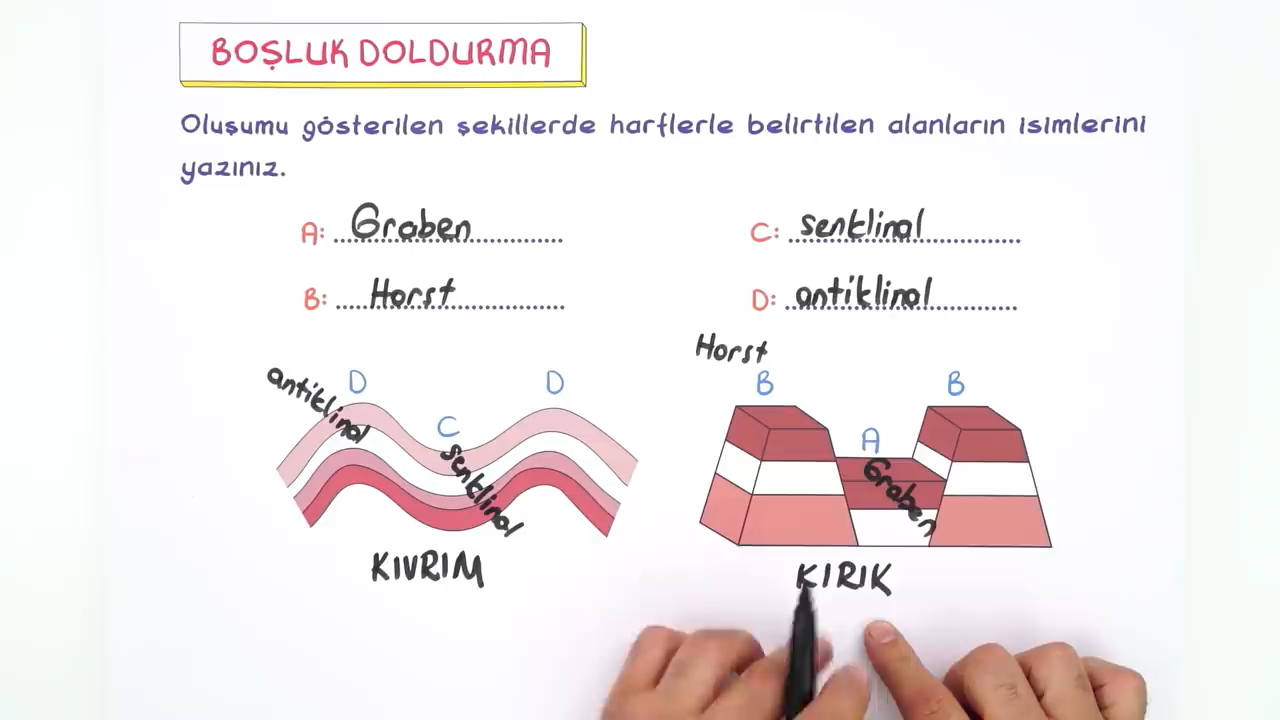 BOŞLUK DOLDURMA
Oluşumu gösterilen şekillerde harflerle belirtilen alanların isimlerini
yazınız.
A: Graben
C: senklinal
B: Horst
D: antiklinal
Horst
D D B B
antiklinal
C A
senklinal
Graben
KIVRIM
KIRIK